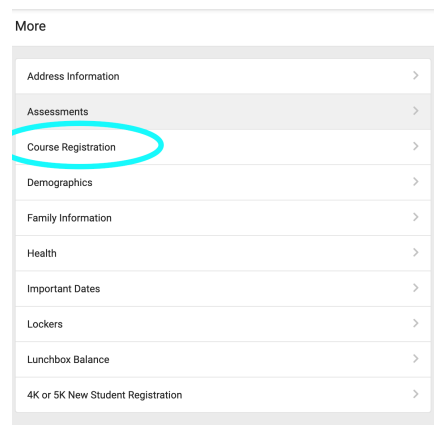 More
Address Information
Assessments
Course Registration
Demographics
Family Information
Health
Important Dates
Lockers
Lunchbox Balance
4K or 5K New Student Registration